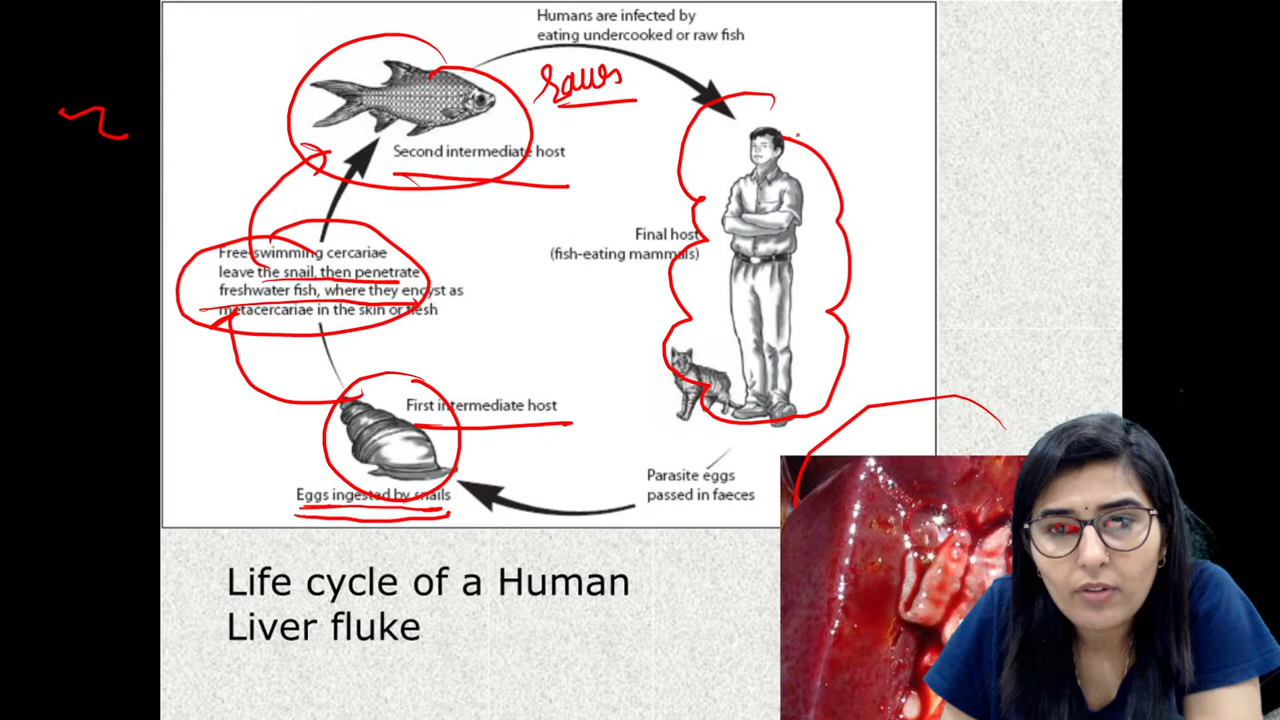 Humans are infected by
eating undercooked or raw fish
Second intermediate host
Free-swimming cercariae
leave the snail, then penetrate
freshwater fish, where they encyst as
metacercariae in the skin or flesh
Final host
(fish-eating mammals)
First intermediate host
Eggs ingested by snails
Parasite eggs
passed in faeces
Life cycle of a Human
Liver fluke